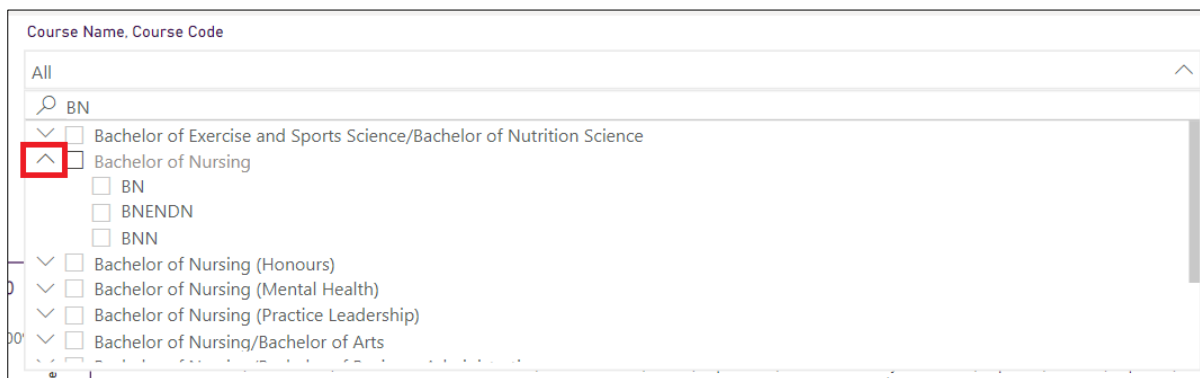 Course Name, Course Code
All
BN
Bachelor of Exercise and Sports Science/Bachelor of Nutrition Science
Bachelor of Nursing
BN
BNENDN
BNN
Bachelor of Nursing (Honours)
Bachelor of Nursing (Mental Health)
Bachelor of Nursing (Practice Leadership)
Bachelor of Nursing/Bachelor of Arts